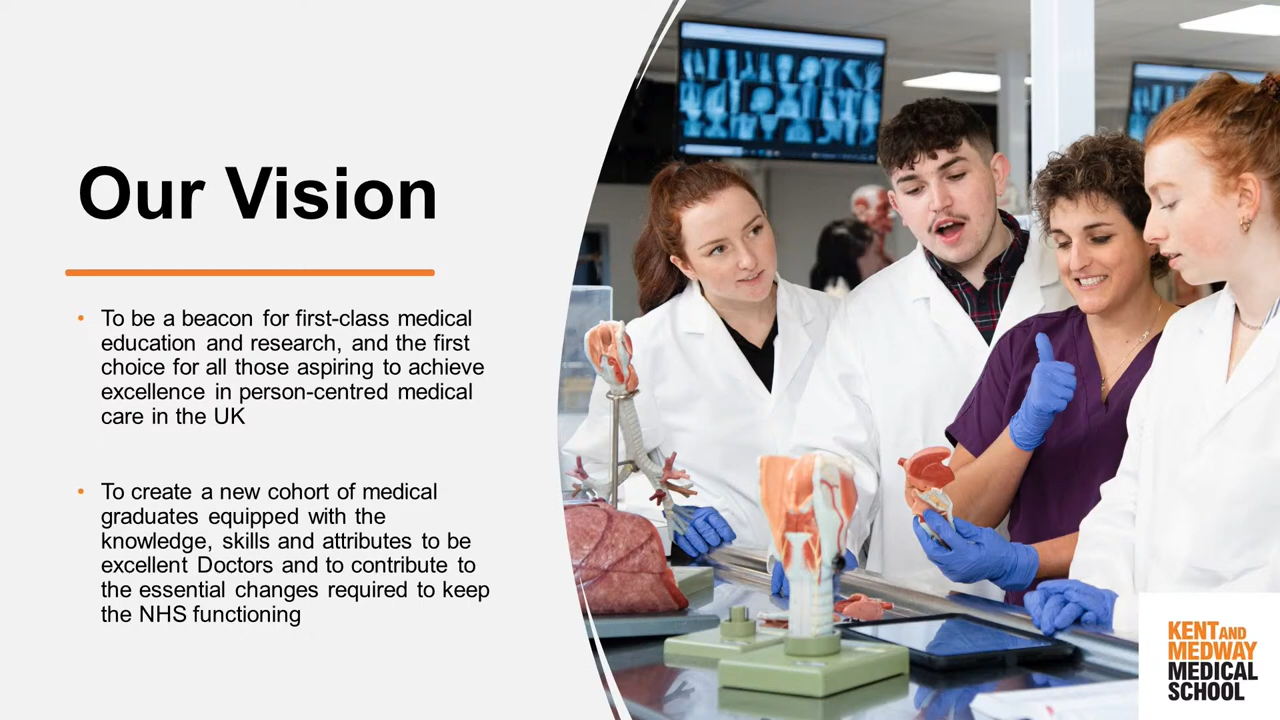 Our Vision
• To be a beacon for first-class medical
education and research, and the first
choice for all those aspiring to achieve
excellence in person-centred medical
care in the UK
• To create a new cohort of medical
graduates equipped with the
knowledge, skills and attributes to be
excellent Doctors and to contribute to
the essential changes required to keep
the NHS functioning
KENT AND
MEDWAY
MEDICAL
SCHOOL